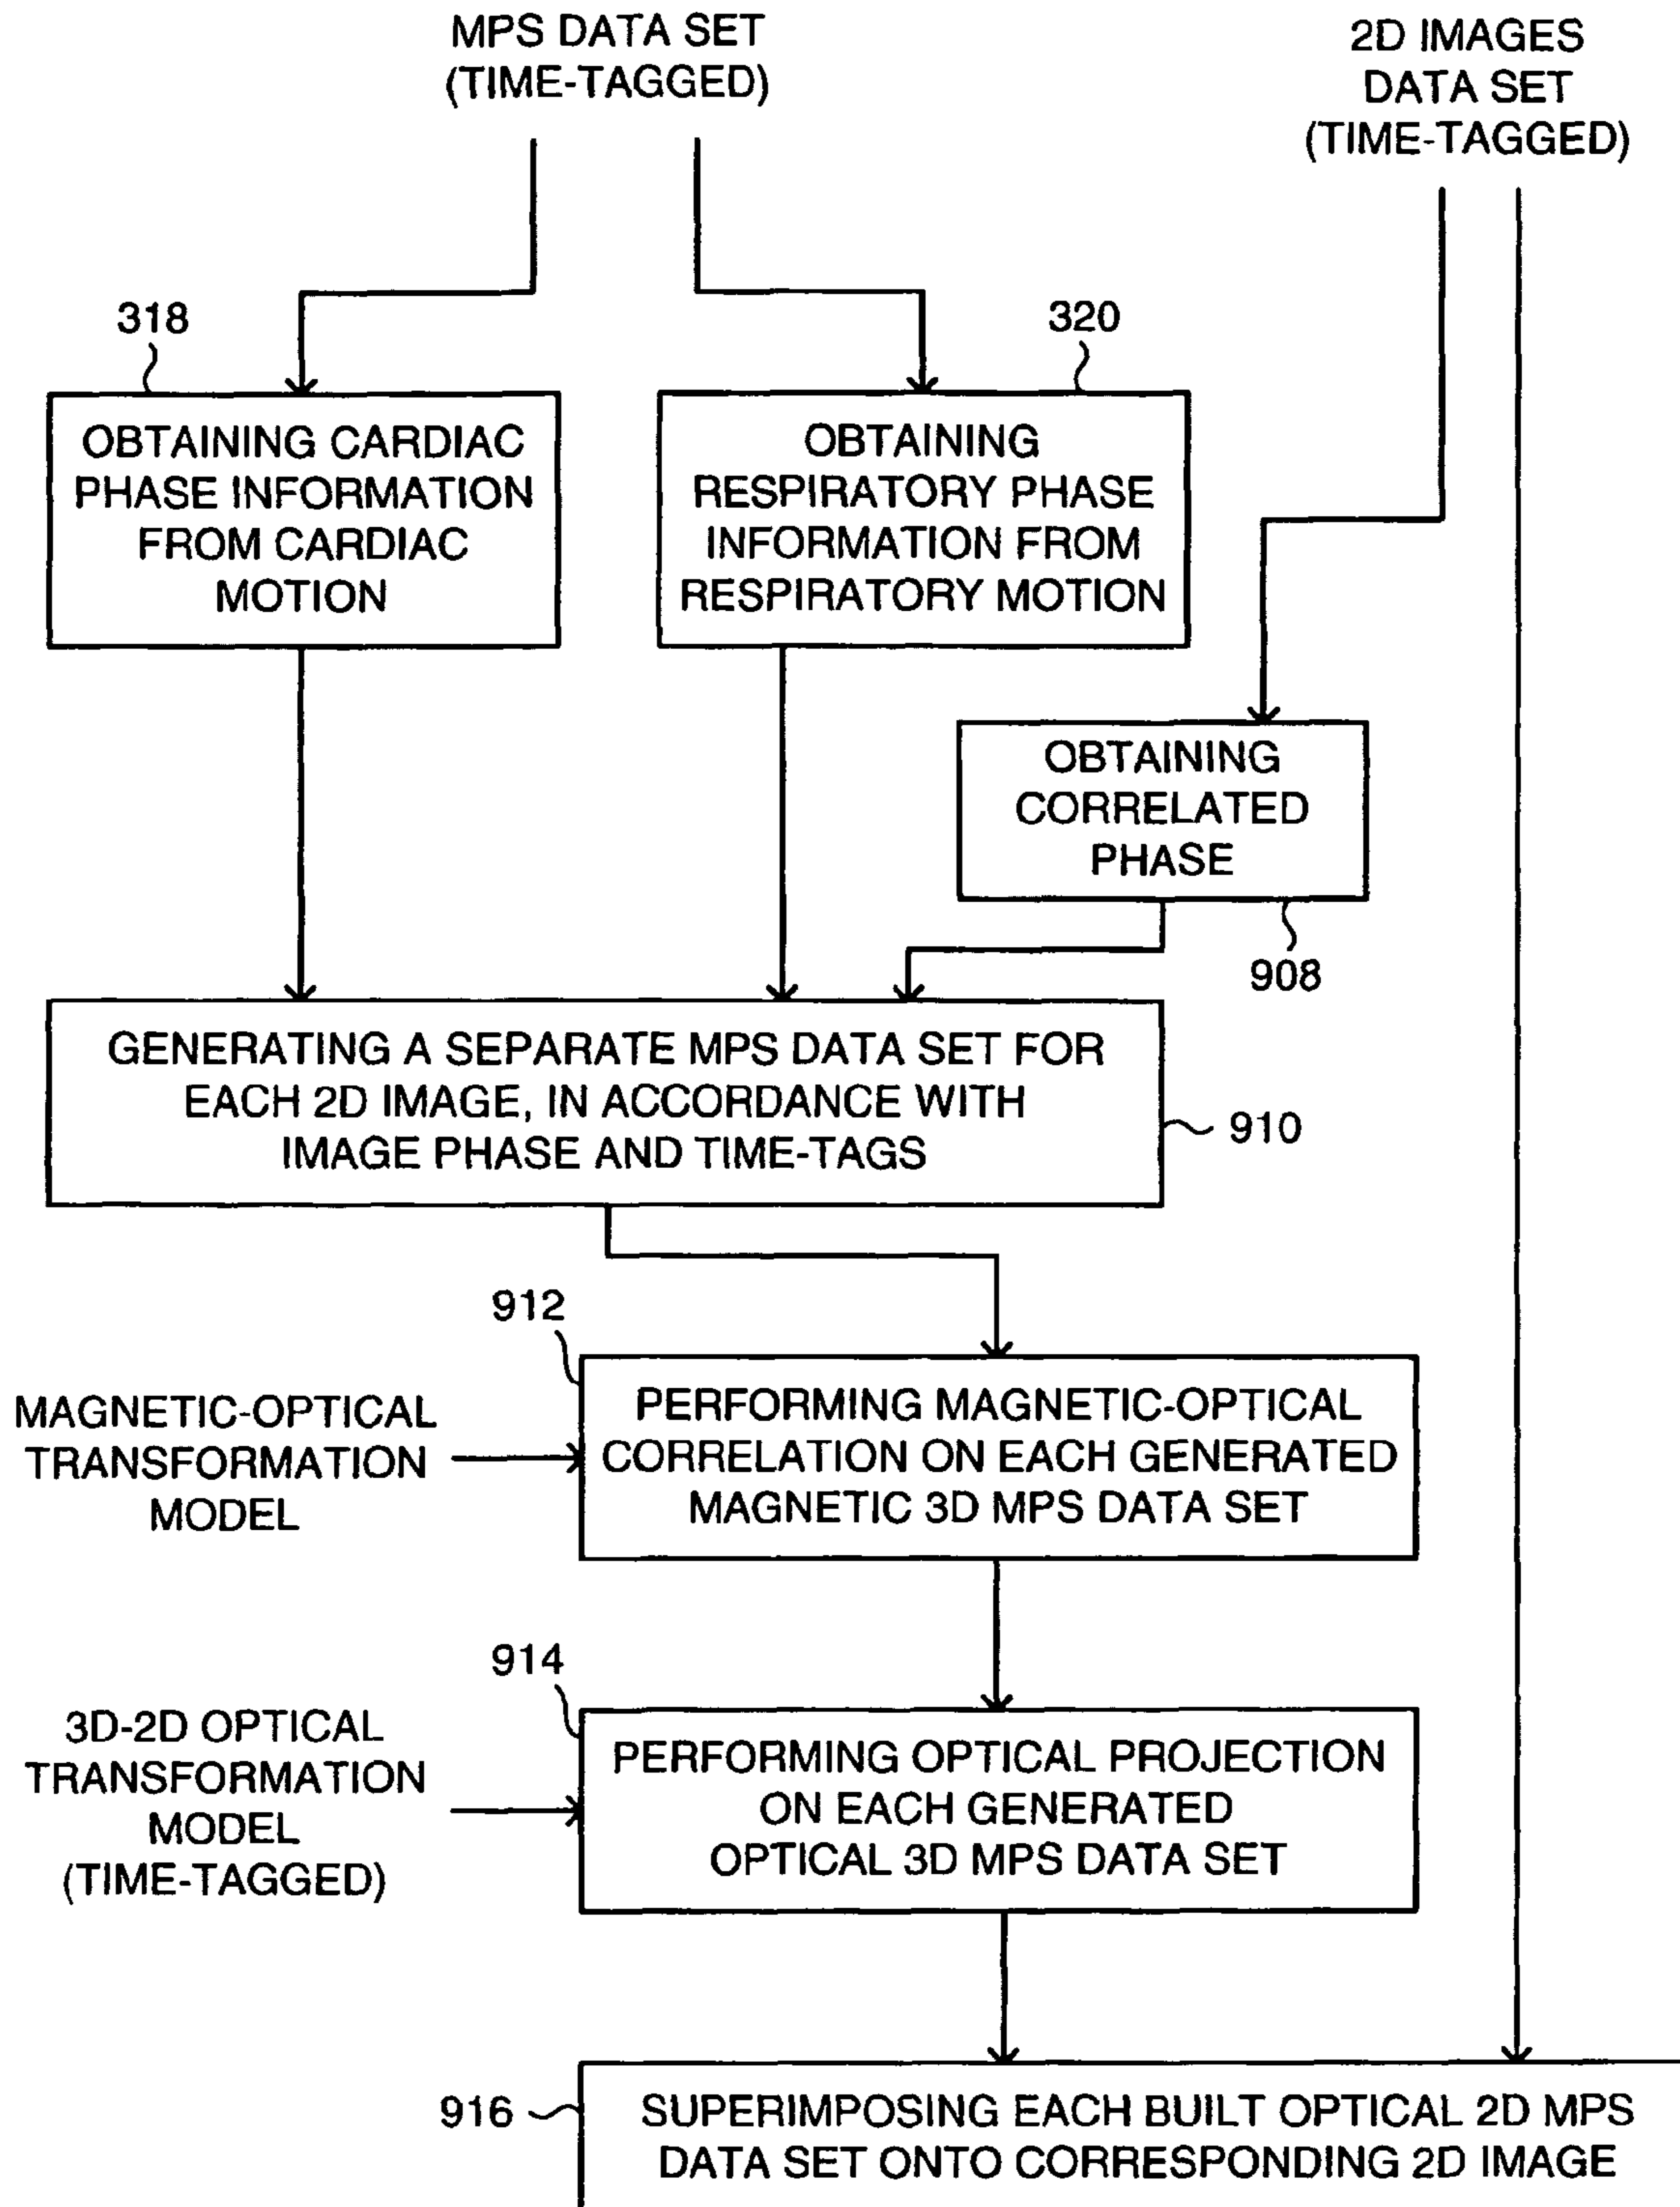 MPS DATA SET
(TIME-TAGGED)
2D IMAGES
DATA SET
(TIME-TAGGED)
318
320
OBTAINING CARDIAC
PHASE INFORMATION
FROM CARDIAC
MOTION
OBTAINING
RESPIRATORY PHASE
INFORMATION FROM
RESPIRATORY MOTION
OBTAINING
CORRELATED
PHASE
908
GENERATING A SEPARATE MPS DATA SET FOR
EACH 2D IMAGE, IN ACCORDANCE WITH
IMAGE PHASE AND TIME-TAGS
910
912
MAGNETIC-OPTICAL
TRANSFORMATION
MODEL
PERFORMING MAGNETIC-OPTICAL
CORRELATION ON EACH GENERATED
MAGNETIC 3D MPS DATA SET
914
3D-2D OPTICAL
TRANSFORMATION
MODEL
(TIME-TAGGED)
PERFORMING OPTICAL PROJECTION
ON EACH GENERATED
OPTICAL 3D MPS DATA SET
916
SUPERIMPOSING EACH BUILT OPTICAL 2D MPS
DATA SET ONTO CORRESPONDING 2D IMAGE